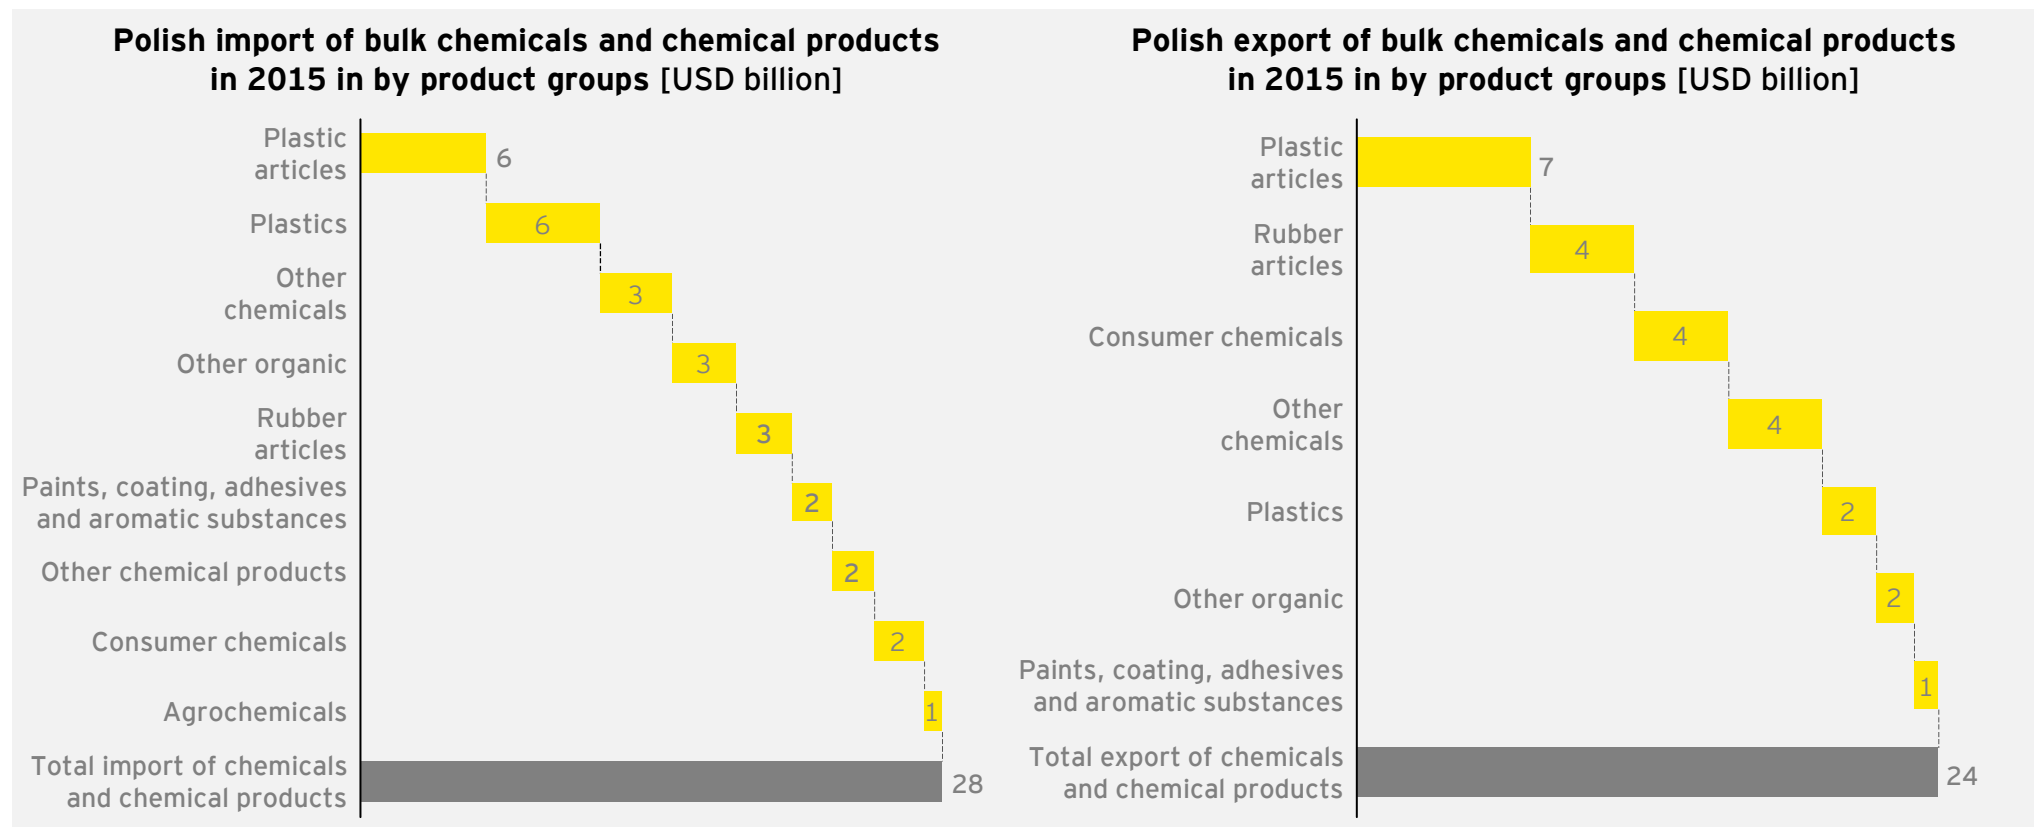 Polish import of bulk chemicals and chemical products
in 2015 in by product groups [USD billion]
Plastic
articles
6
Plastics
6
Other
chemicals
3
Other organic
3
Rubber
articles
3
Paints, coating, adhesives
and aromatic substances
2
Other chemical products
2
Consumer chemicals
2
Agrochemicals
1
Total import of chemicals
and chemical products
28
Polish export of bulk chemicals and chemical products
in 2015 in by product groups [USD billion]
Plastic
articles
7
Rubber
articles
4
Consumer chemicals
4
Other
chemicals
4
Plastics
2
Other organic
2
Paints, coating, adhesives
and aromatic substances
1
Total export of chemicals
and chemical products
24